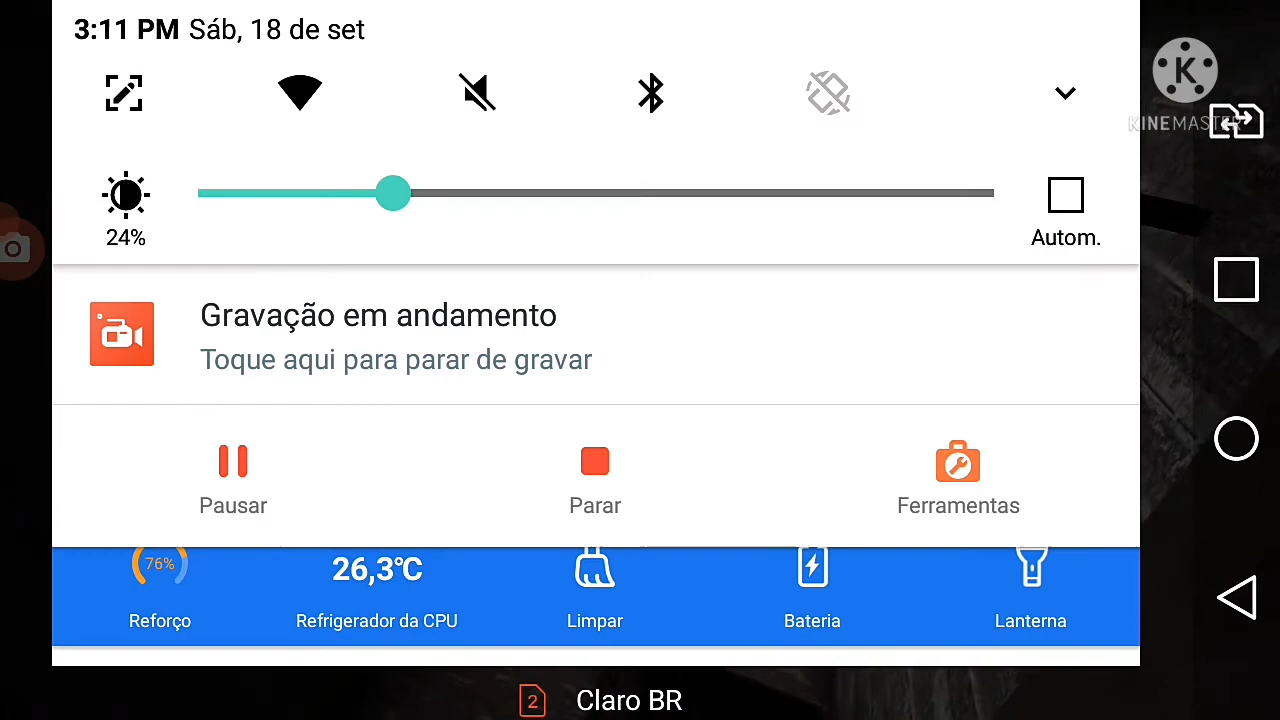 3:11 PM Sáb, 18 de set
K
KINEMASTER
24%
Autom.
Gravação em andamento
Toque aqui para parar de gravar
Pausar
Parar
Ferramentas
76%
26,3°C
Reforço
Refrigerador da CPU
Limpar
Bateria
Lanterna
2 Claro BR